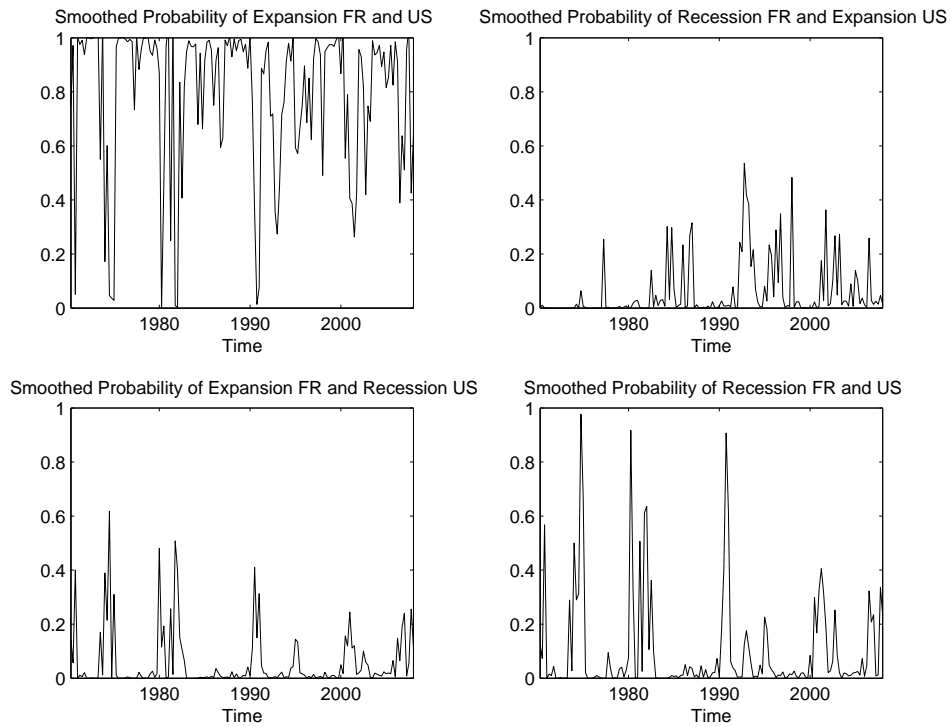 Smoothed Probability of Expansion FR and US
1
0.8
0.6
0.4
0.2
0
1980 1990 2000
Time
Smoothed Probability of Recession FR and Expansion US
1
0.8
0.6
0.4
0.2
0
1980 1990 2000
Time
Smoothed Probability of Expansion FR and Recession US
1
0.8
0.6
0.4
0.2
0
1980 1990 2000
Time
Smoothed Probability of Recession FR and US
1
0.8
0.6
0.4
0.2
0
1980 1990 2000
Time